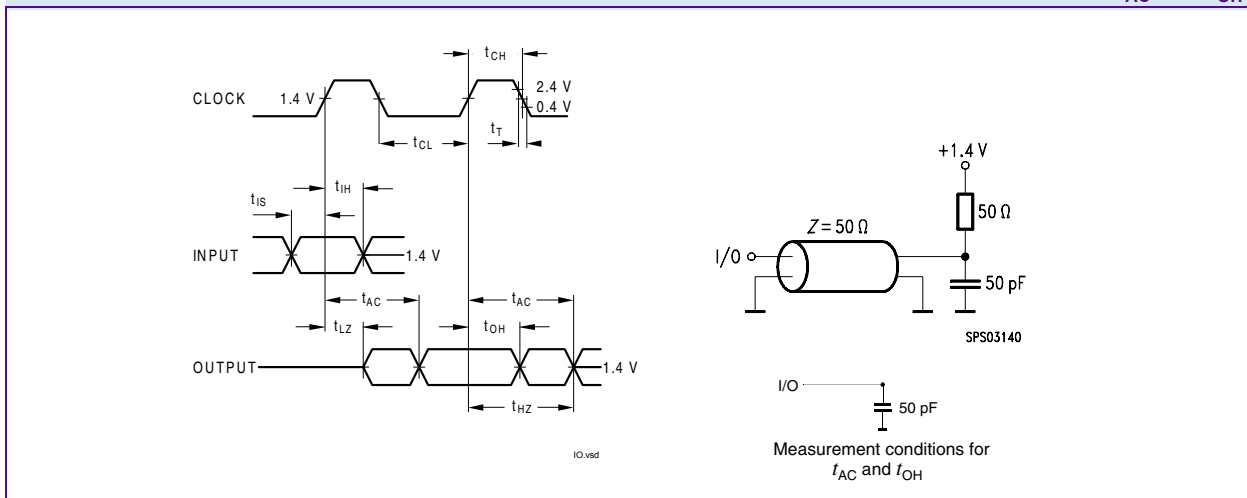 AC OH
tCH
CLOCK 1.4 V 2.4 V
0.4 V
tT
tCL
tIH
tIS
INPUT 1.4 V
tAC tAC
tLZ tOH
OUTPUT 1.4 V
tHZ
IO.vsd
+1.4 V
50 Ω
Z = 50 Ω
I/O
50 pF
SPS03140
I/O
50 pF
Measurement conditions for
tAC and tOH